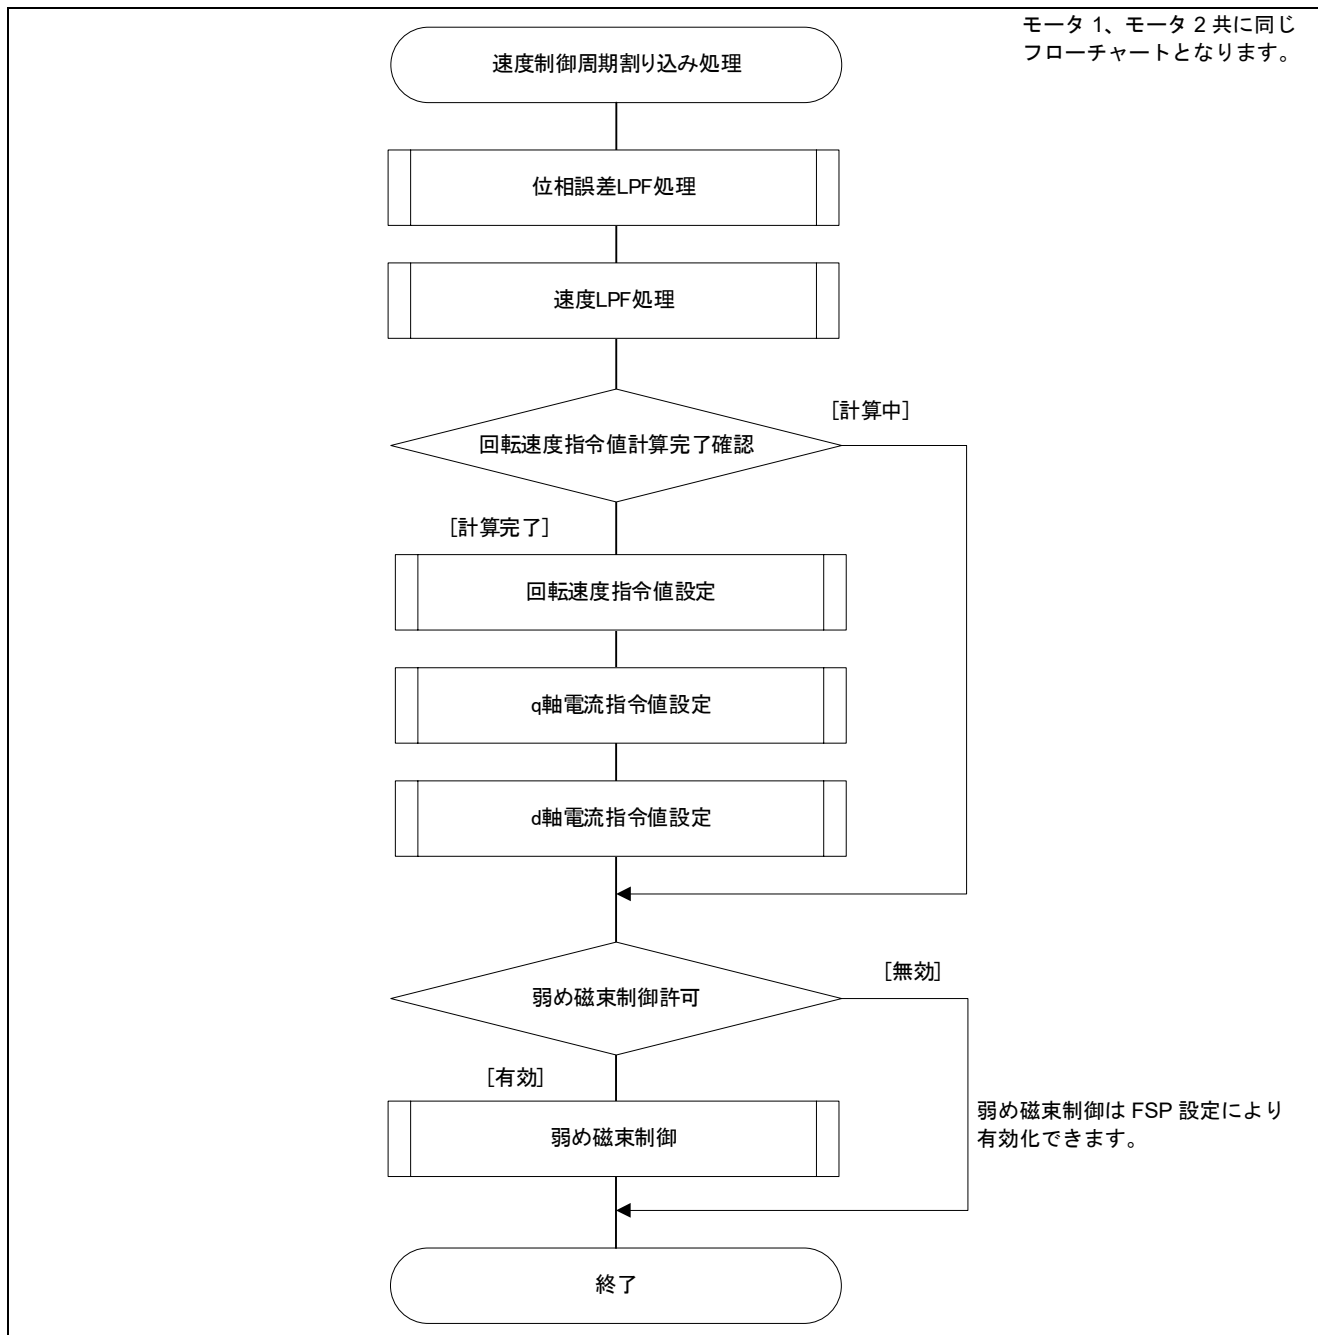 モータ 1、モータ 2 共に同じ
フローチャートとなります。
速度制御周期割り込み処理
位相誤差LPF処理
速度LPF処理
[計算中]
回転速度指令値計算完了確認
[計算完了]
回転速度指令値設定
q軸電流指令値設定
d軸電流指令値設定
[無効]
弱め磁束制御許可
[有効]
弱め磁束制御は FSP 設定により
有効化できます。
弱め磁束制御
終了